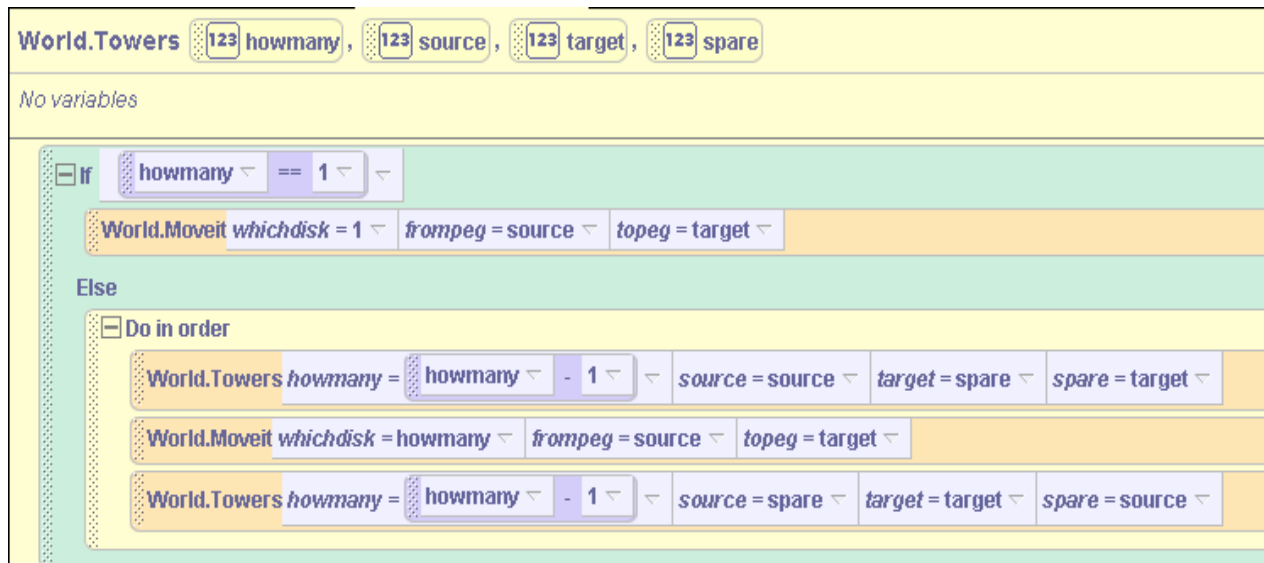 World.Towers 123 howmany, 123 source, 123 target, 123 spare
No variables
If howmany == 1
World.Moveit whichdisk = 1 frompeg = source topeg = target
Else
Do in order
World.Towers howmany = howmany - 1 source = source target = spare spare = target
World.Moveit whichdisk = howmany frompeg = source topeg = target
World.Towers howmany = howmany - 1 source = spare target = target spare = source